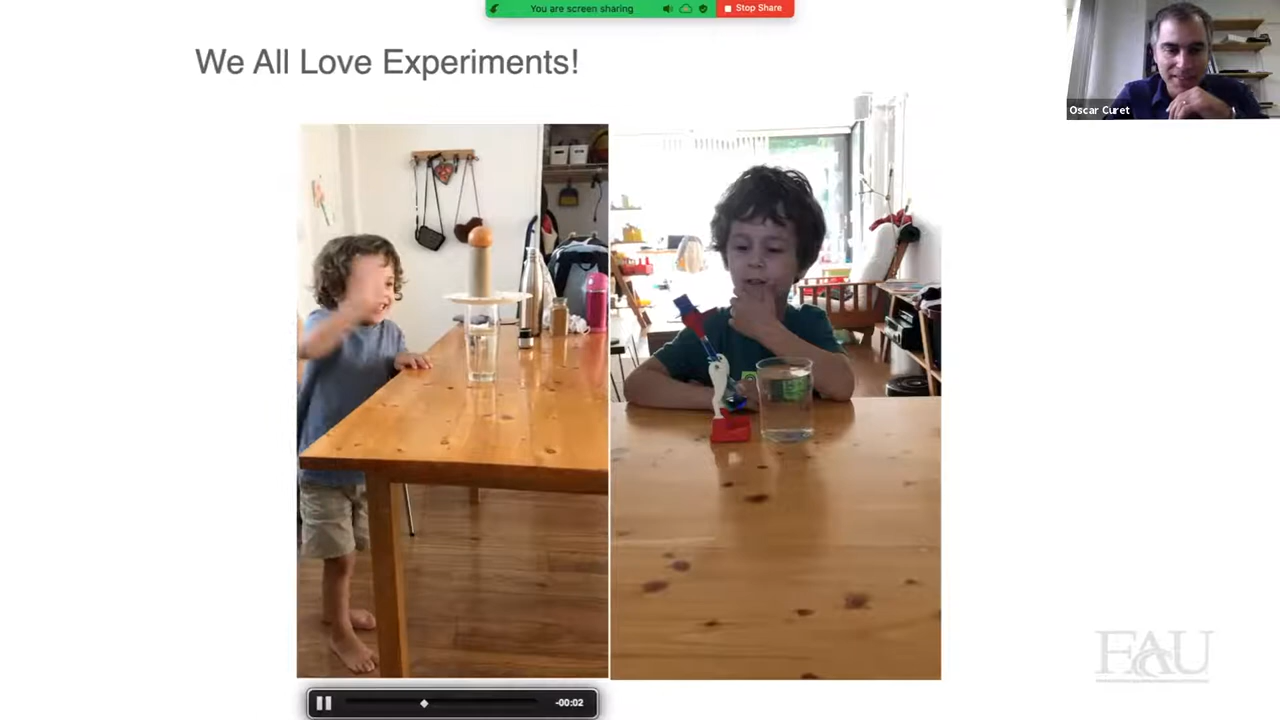 You are screen sharing
Stop Share
We All Love Experiments!
Oscar Curet
-00:02
FAU